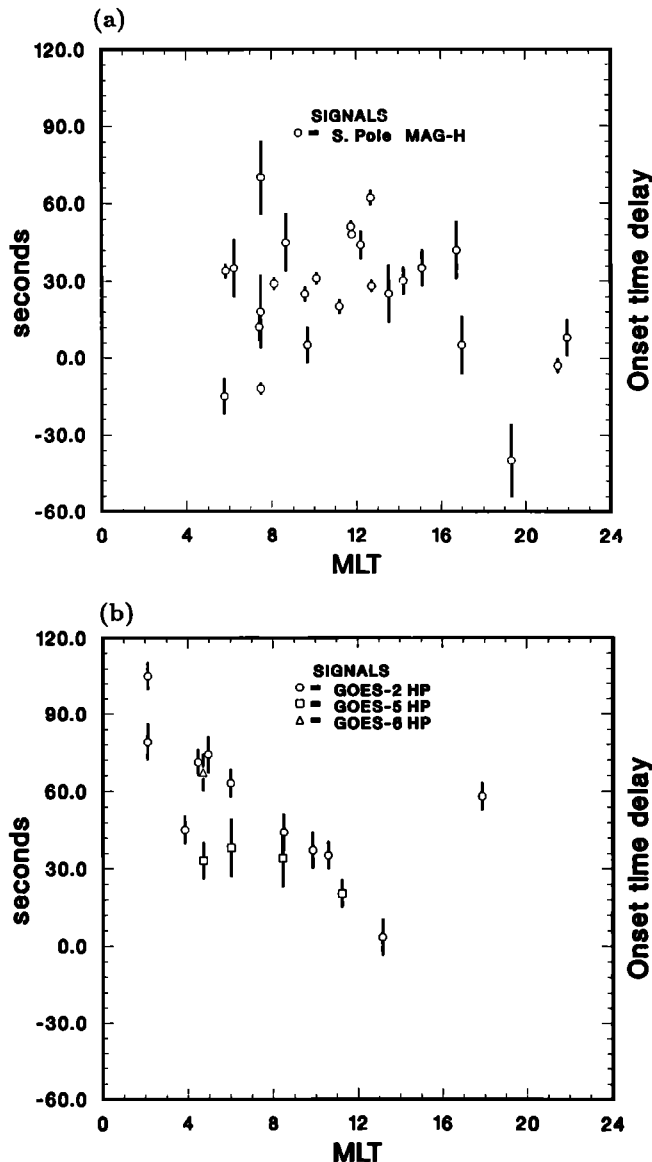 (a)
120.0
90.0
60.0
30.0
0.0
-30.0
-60.0
seconds
SIGNALS
○ = S. Pole MAG-H
Onset time delay
0 4 8 12 16 20 24
MLT
(b)
120.0
90.0
60.0
30.0
0.0
-30.0
-60.0
seconds
SIGNALS
○ = GOES-2 HP
□ = GOES-5 HP
△ = GOES-6 HP
Onset time delay
0 4 8 12 16 20 24
MLT